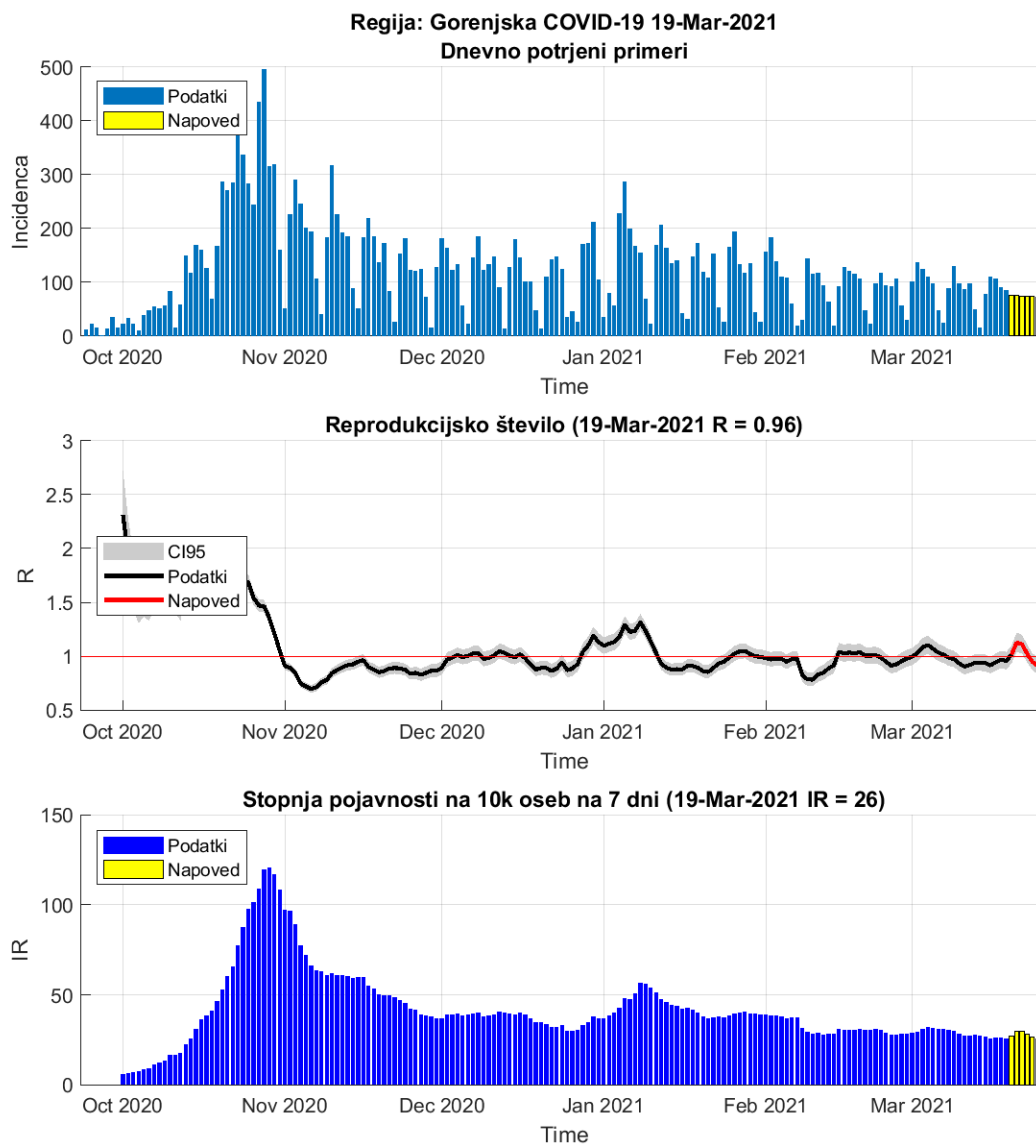 Regija: Gorenjska COVID-19 19-Mar-2021
Dnevno potrjeni primeri
500
400
300
200
100
0
Incidenca
Podatki
Napoved
Oct 2020 Nov 2020 Dec 2020 Jan 2021 Feb 2021 Mar 2021
Time
Reprodukcijsko število (19-Mar-2021 R = 0.96)
3
2.5
2
1.5
1
0.5
R
CI95
Podatki
Napoved
Oct 2020 Nov 2020 Dec 2020 Jan 2021 Feb 2021 Mar 2021
Time
Stopnja pojavnosti na 10k oseb na 7 dni (19-Mar-2021 IR = 26)
150
100
50
0
IR
Podatki
Napoved
Oct 2020 Nov 2020 Dec 2020 Jan 2021 Feb 2021 Mar 2021
Time